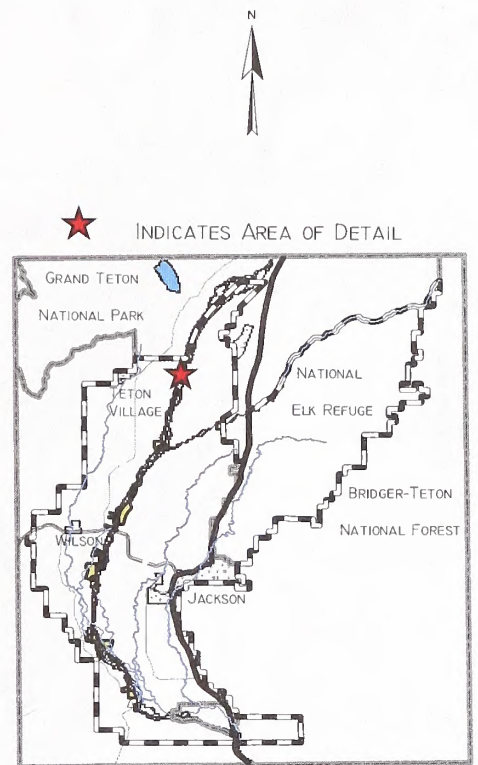 N
INDICATES AREA OF DETAIL
GRAND TETON
NATIONAL PARK
TETON
VILLAGE
NATIONAL
ELK REFUGE
BRIDGER-TETON
NATIONAL FOREST
WILSON
JACKSON